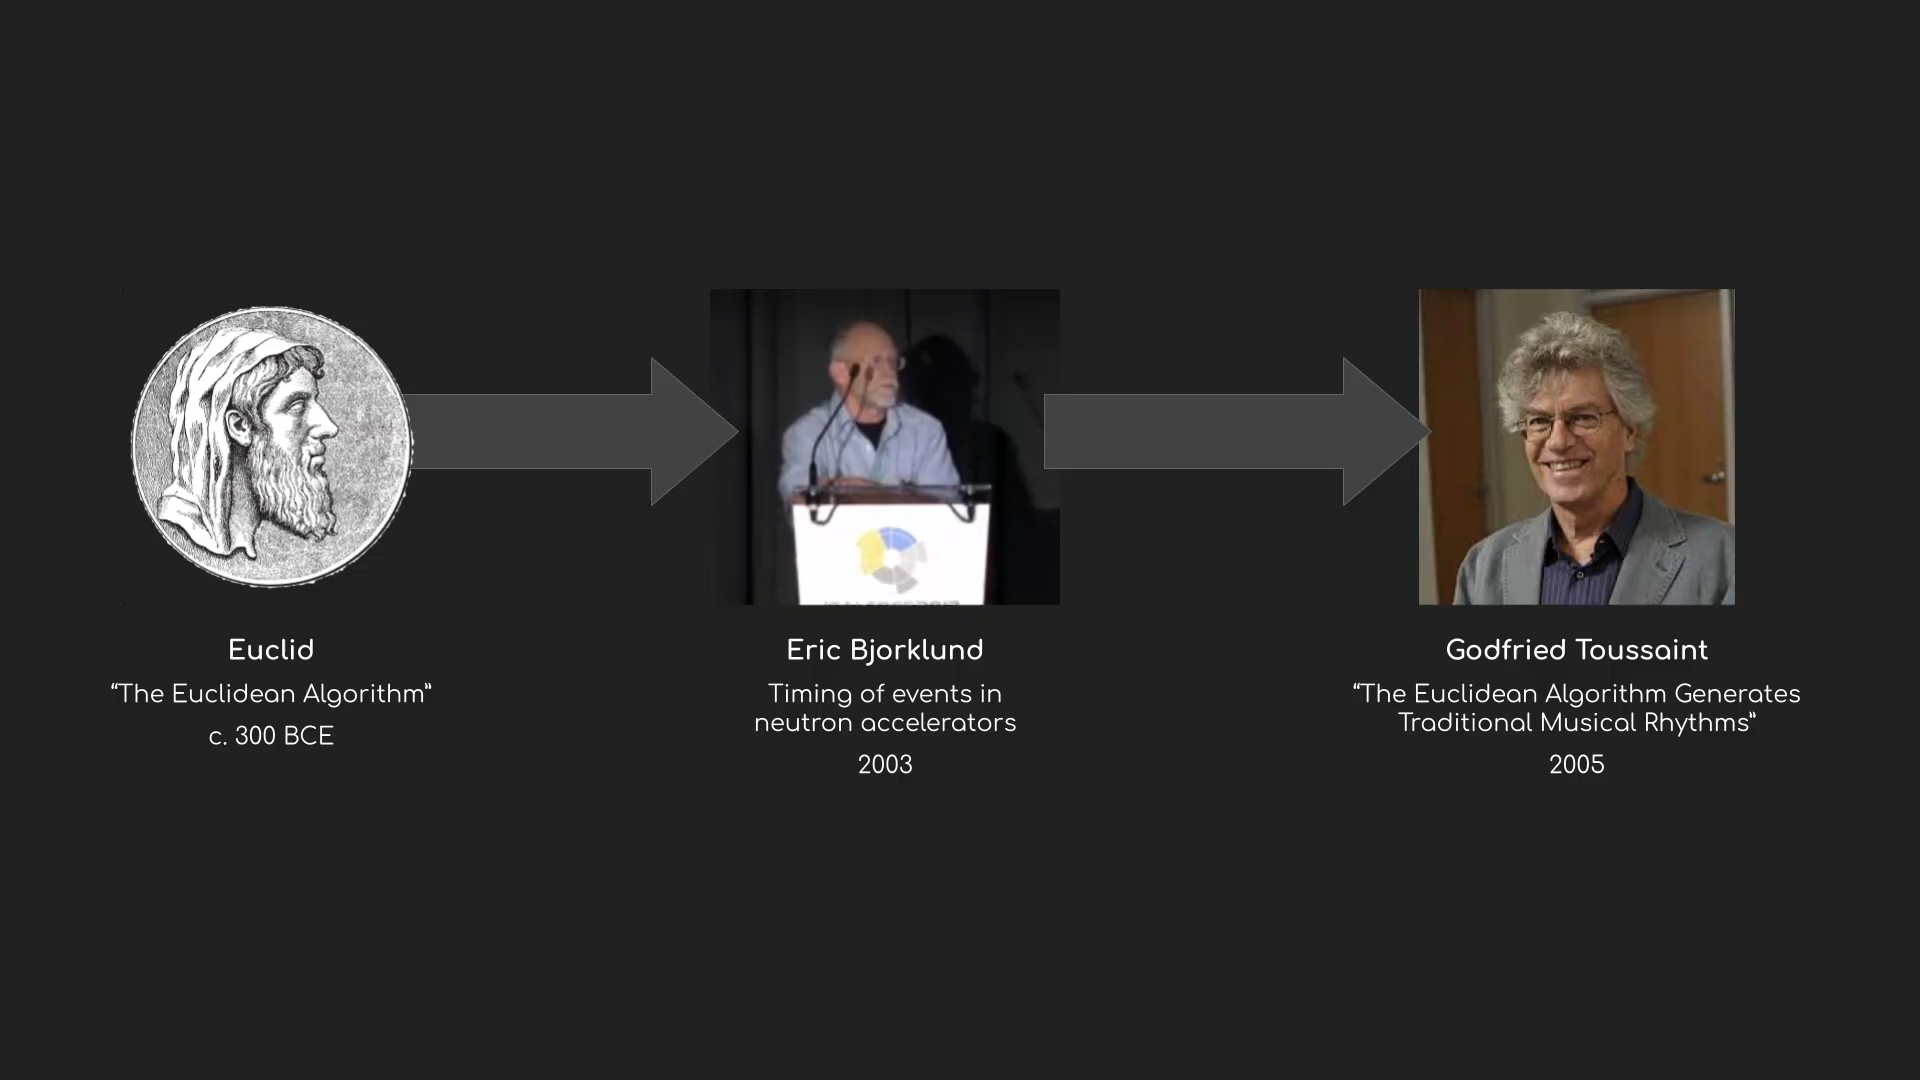 Euclid
“The Euclidean Algorithm”
c. 300 BCE
Eric Bjorklund
Timing of events in
neutron accelerators
2003
Godfried Toussaint
“The Euclidean Algorithm Generates
Traditional Musical Rhythms”
2005